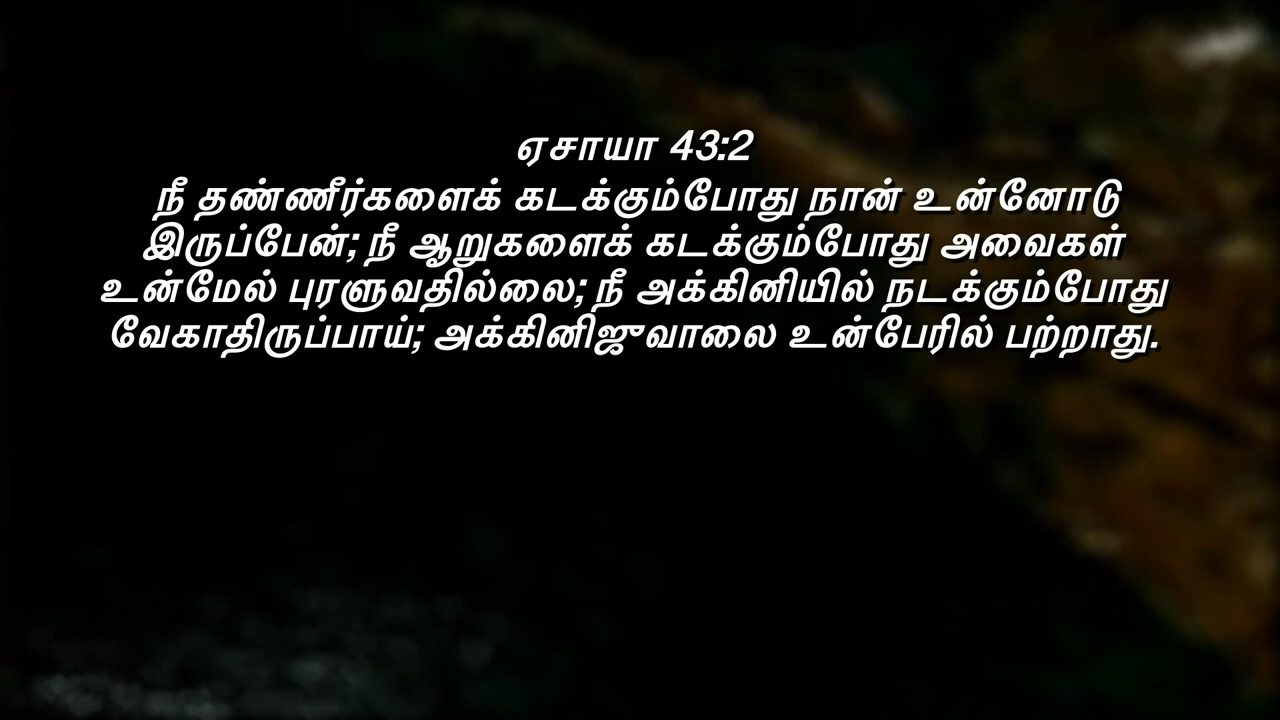 ஏசாயா 43:2
நீ தண்ணீர்களைக் கடக்கும்போது நான் உன்னோடு
இருப்பேன்; நீ ஆறுகளைக் கடக்கும்போது அவைகள்
உன்மேல் புரளுவதில்லை; நீ அக்கினியில் நடக்கும்போது
வேகாதிருப்பாய்; அக்கினிஜுவாலை உன்பேரில் பற்றாது.